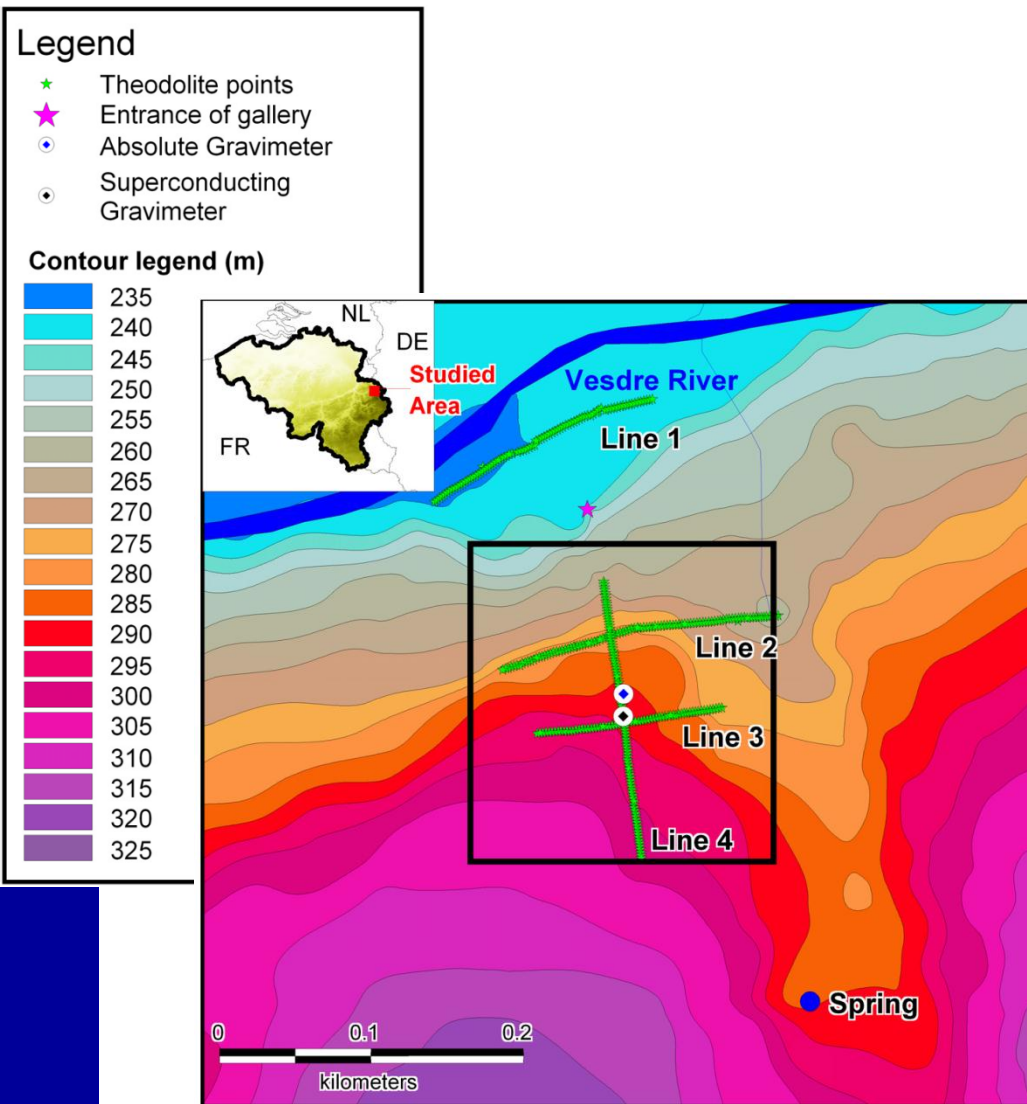 Legend
Theodolite points
Entrance of gallery
Absolute Gravimeter
Superconducting
Gravimeter
Contour legend (m)
235
240
245
250
255
260
265
270
275
280
285
290
295
300
305
310
315
320
325
NL
DE
FR
Studied
Area
Vesdre River
Line 1
Line 2
Line 3
Line 4
Spring
0 0.1 0.2
kilometers